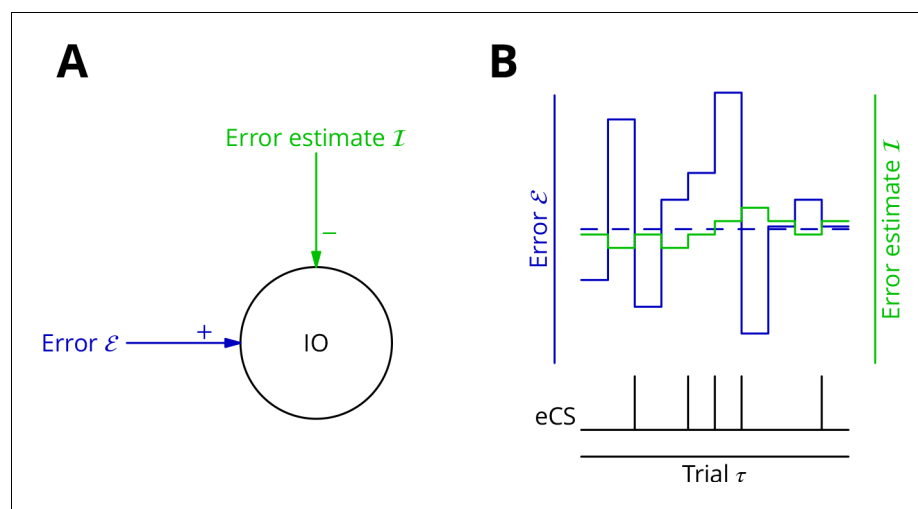 A
B
Error estimate ℐ
−
Error ℰ
+
IO
Error ℰ
Error estimate ℐ
eCS
Trial τ